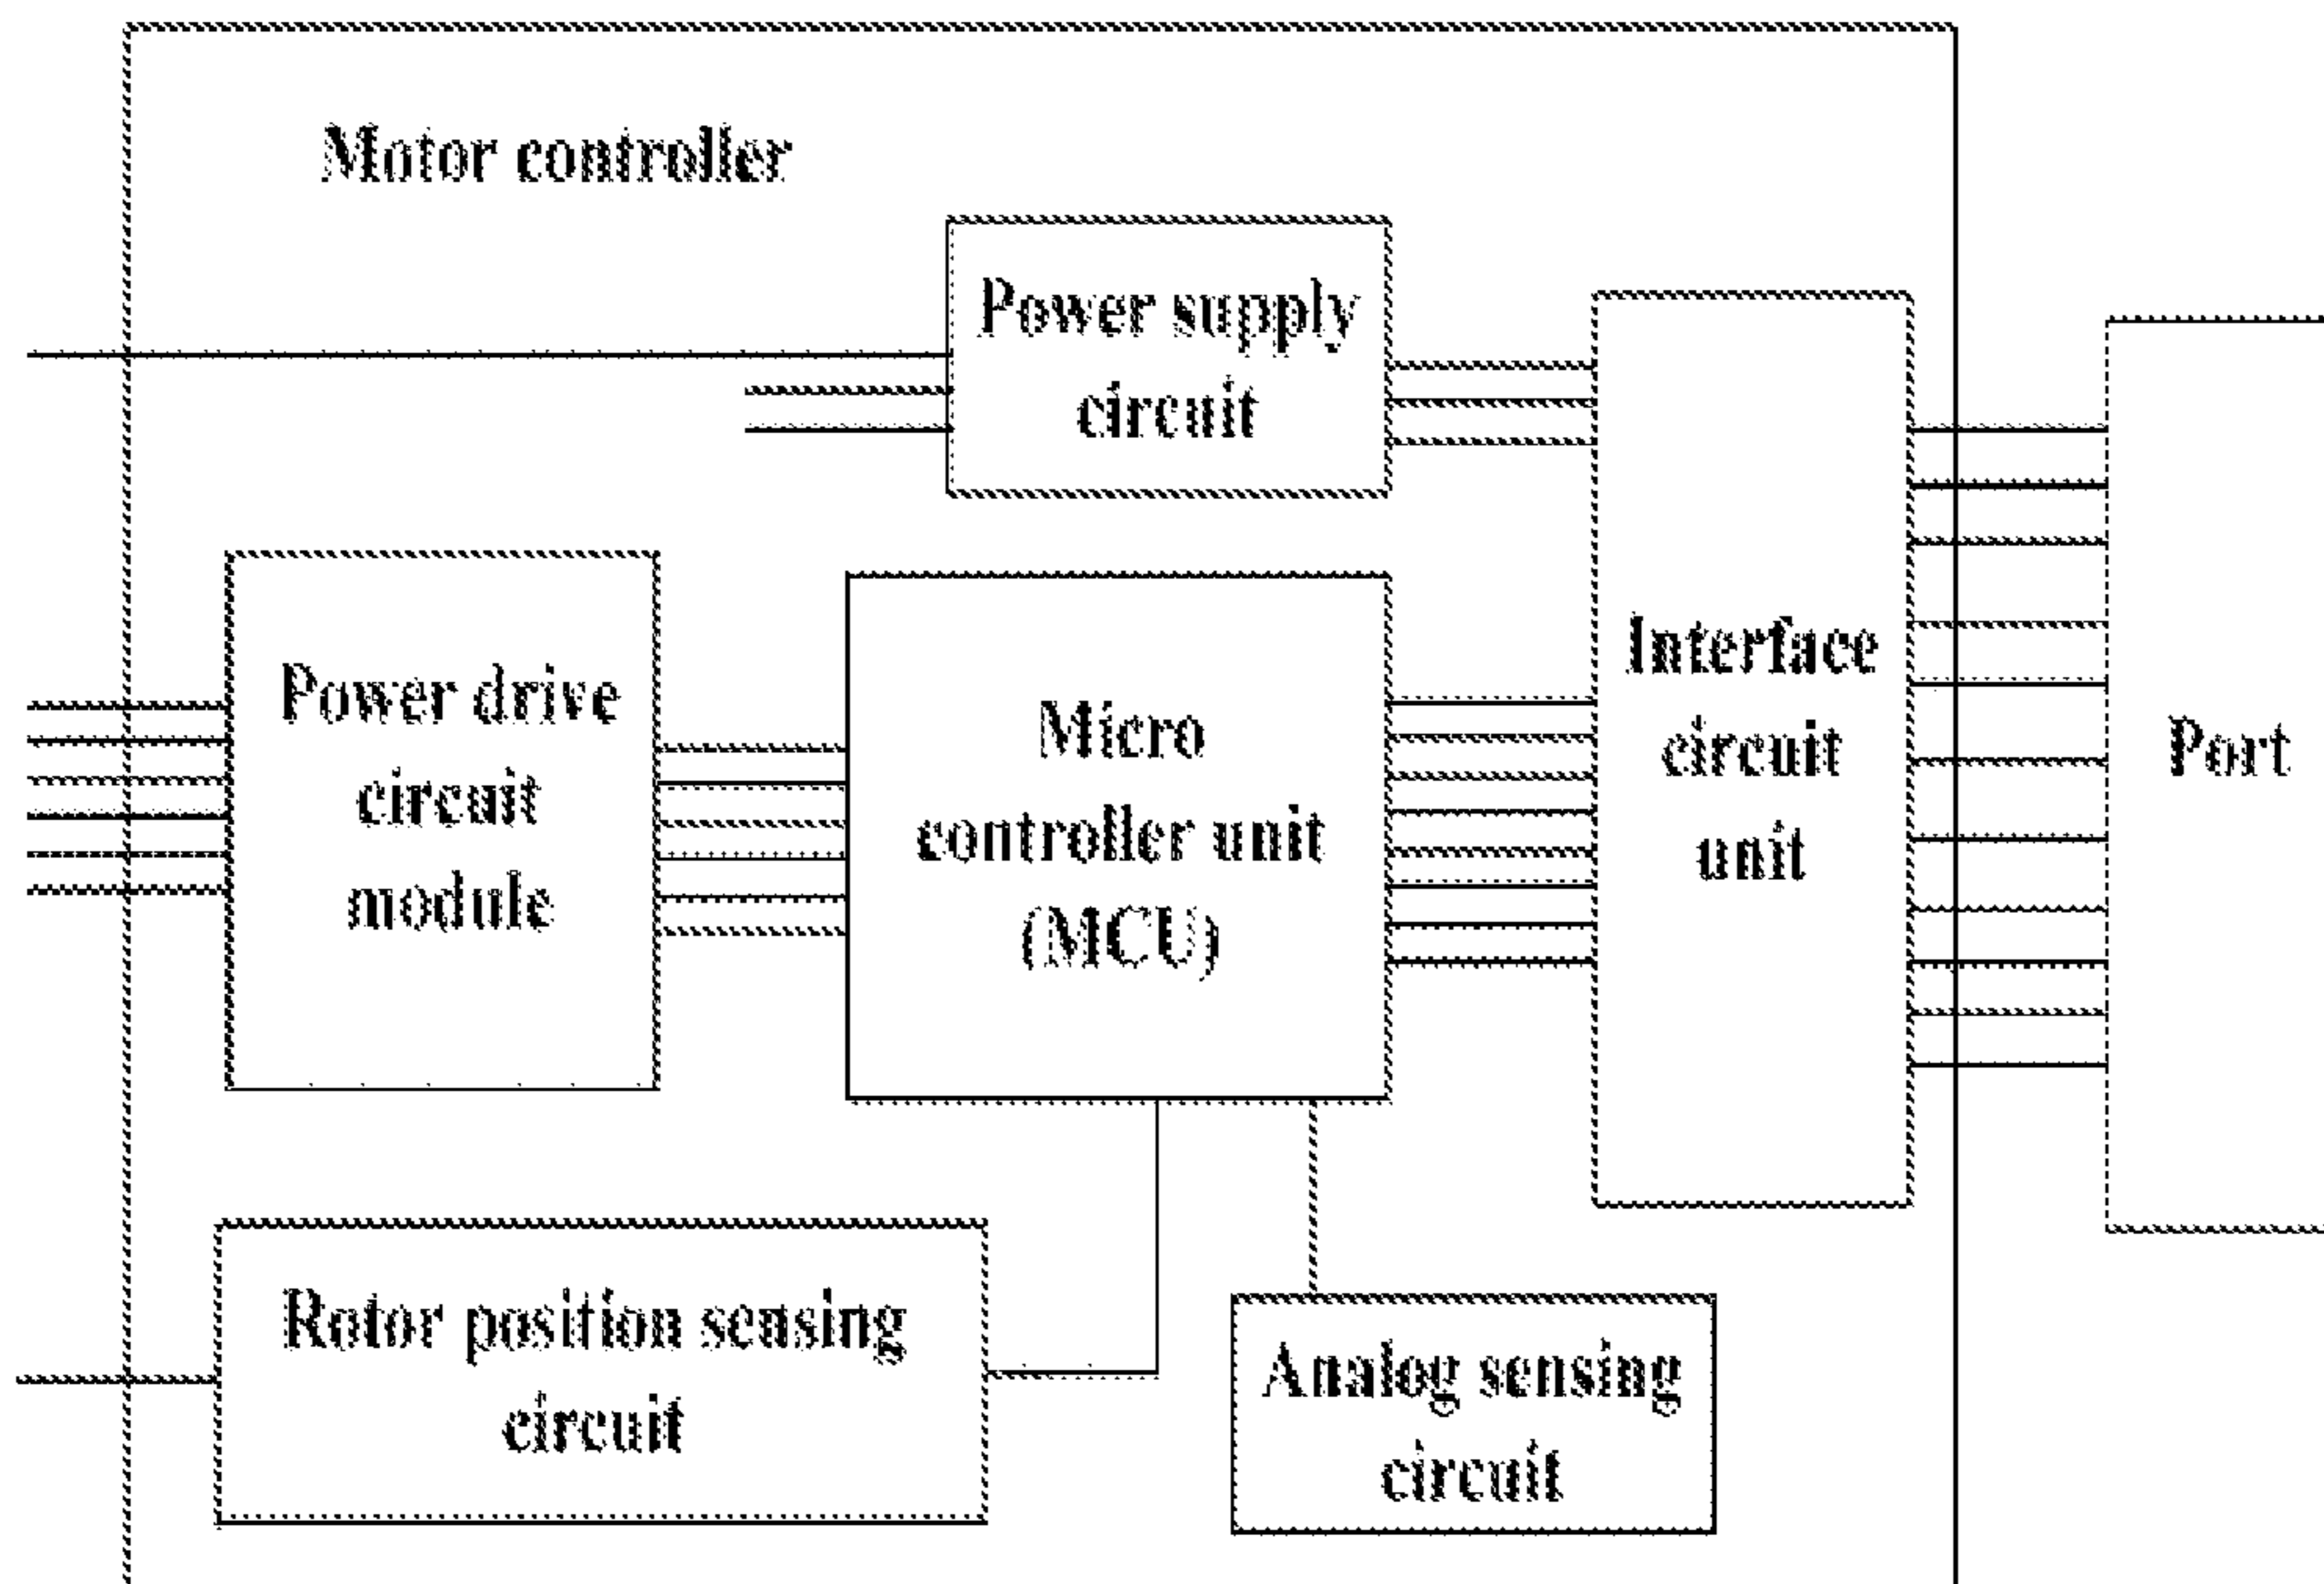 Motor controller
Power supply
circuit
Power drive
circuit
module
Micro
controller unit
(MCU)
Interface
circuit
unit
Port
Rotor position sensing
circuit
Analog sensing
circuit